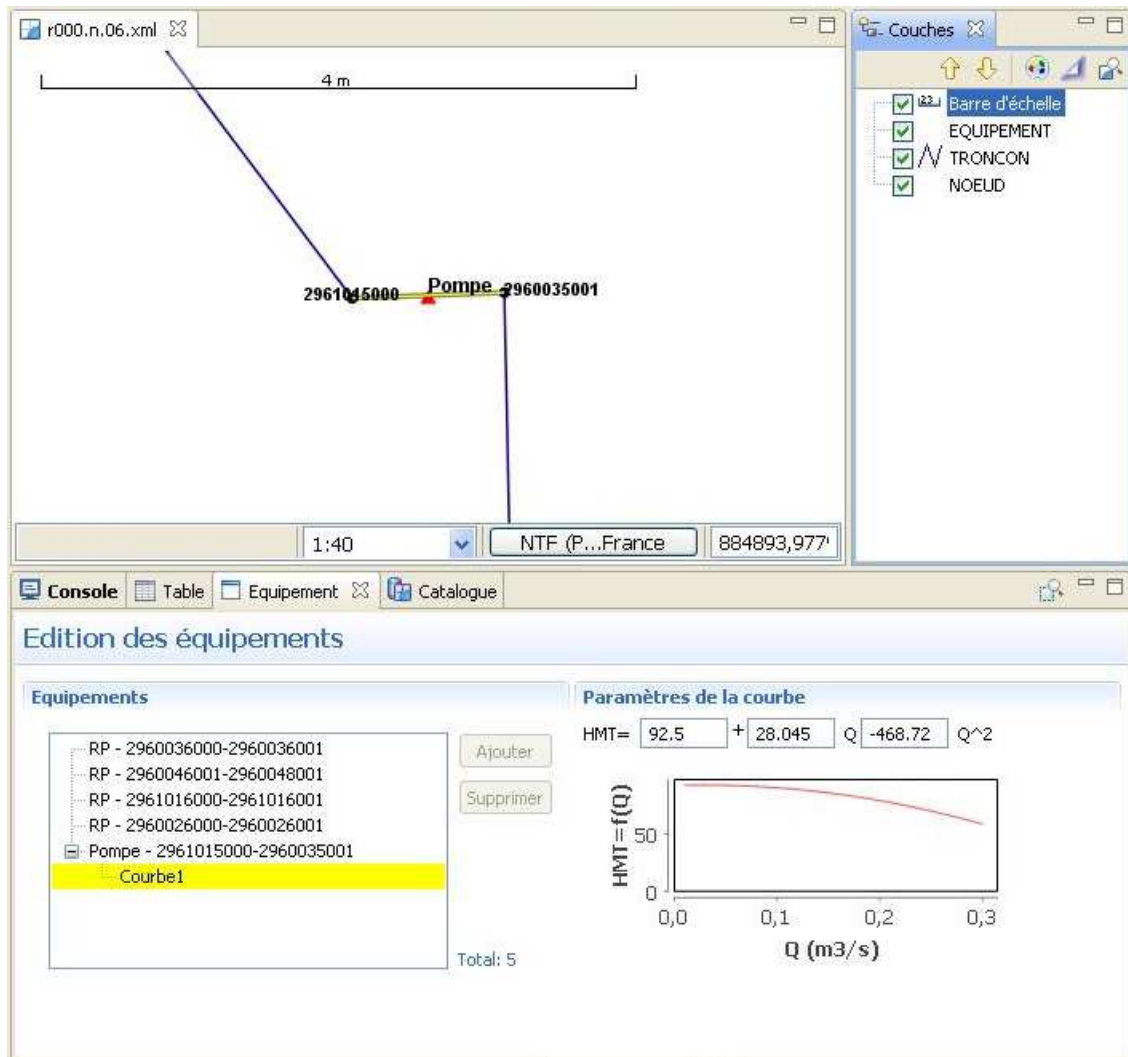 r000.n.06.xml
4 m
2961015000
Pompe
2960035001
1:40
NTF (P...France
884893,977
Couches
23
Barre d'échelle
EQUIPEMENT
TRONCON
NOEUD
Console
Table
Equipement
Catalogue
Edition des équipements
Equipements
RP - 2960036000-2960036001
RP - 2960046001-2960048001
RP - 2961016000-2961016001
RP - 2960026000-2960026001
Pompe - 2961015000-2960035001
Courbe1
Ajouter
Supprimer
Total: 5
Paramètres de la courbe
HMT= 92.5 + 28.045 Q -468.72 Q^2
HMT=f(Q)
50
0
0,0 0,1 0,2 0,3
Q (m3/s)